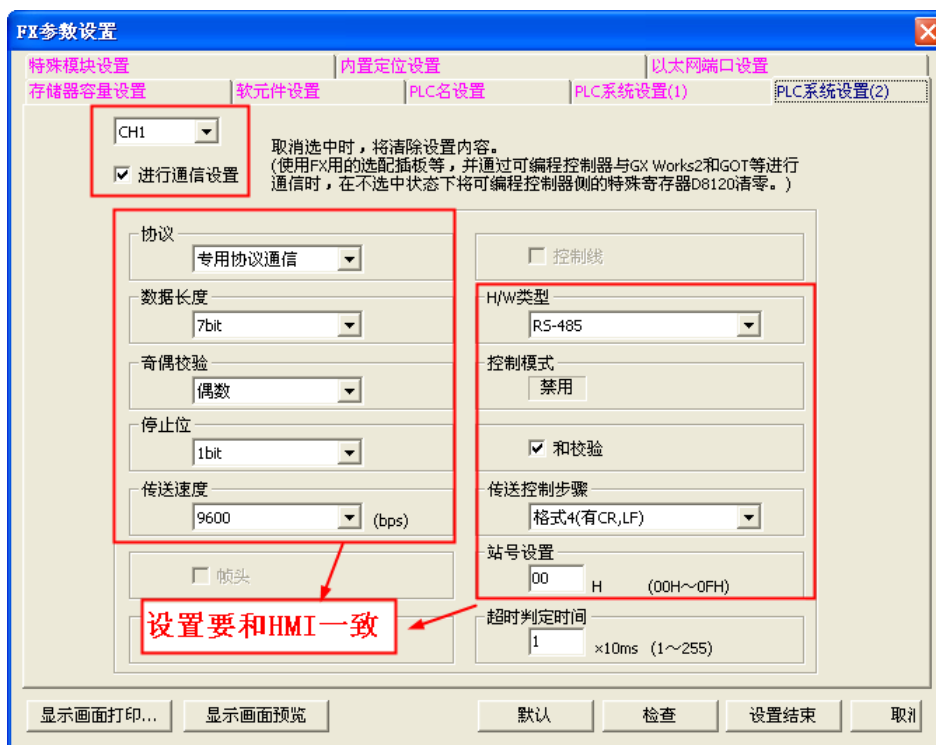 FX参数设置
特殊模块设置
内置定位设置
以太网端口设置
存储器容量设置
软元件设置
PLC名设置
PLC系统设置(1)
PLC系统设置(2)
CH1
进行通信设置
取消选中时，将清除设置内容。
(使用FX用的选配插板等，并通过可编程控制器与GX Works2和GOT等进行
通信时，在不选中状态下将可编程控制器侧的特殊寄存器D8120清零。)
协议
专用协议通信
控制线
数据长度
7bit
H/W类型
RS-485
奇偶校验
偶数
控制模式
禁用
停止位
1bit
和校验
传送速度
9600
(bps)
传送控制步骤
格式4(有CR,LF)
帧头
站号设置
00
H
(00H～0FH)
设置要和HMI一致
超时判定时间
1
×10ms (1～255)
显示画面打印...
显示画面预览
默认
检查
设置结束
取